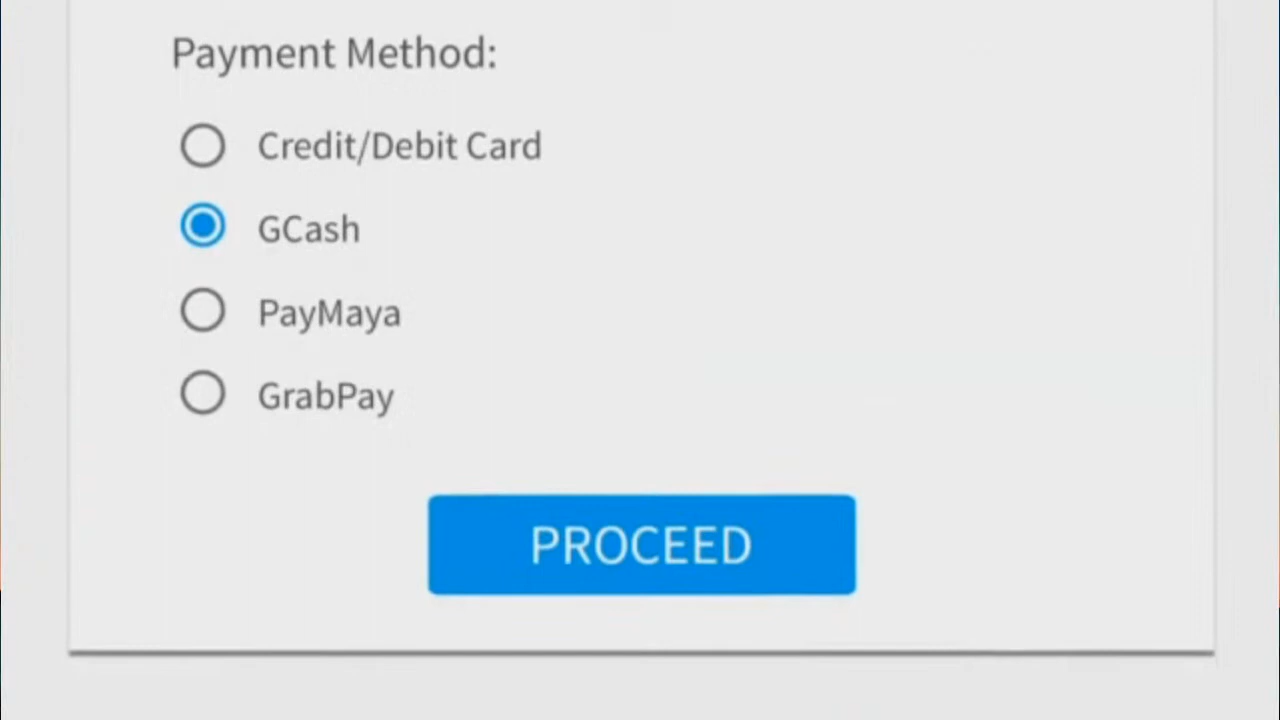 Payment Method:
Credit/Debit Card
GCash
PayMaya
GrabPay
PROCEED